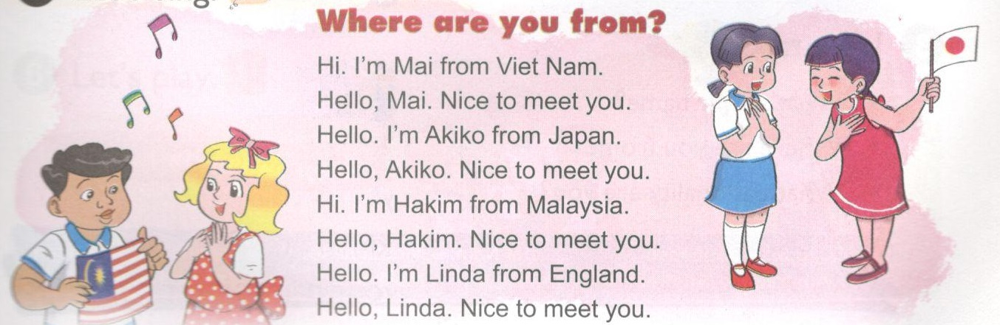 Where are you from?
Hi. I'm Mai from Viet Nam.
Hello, Mai. Nice to meet you.
Hello. I'm Akiko from Japan.
Hello, Akiko. Nice to meet you.
Hi. I'm Hakim from Malaysia.
Hello, Hakim. Nice to meet you.
Hello. I'm Linda from England.
Hello, Linda. Nice to meet you.